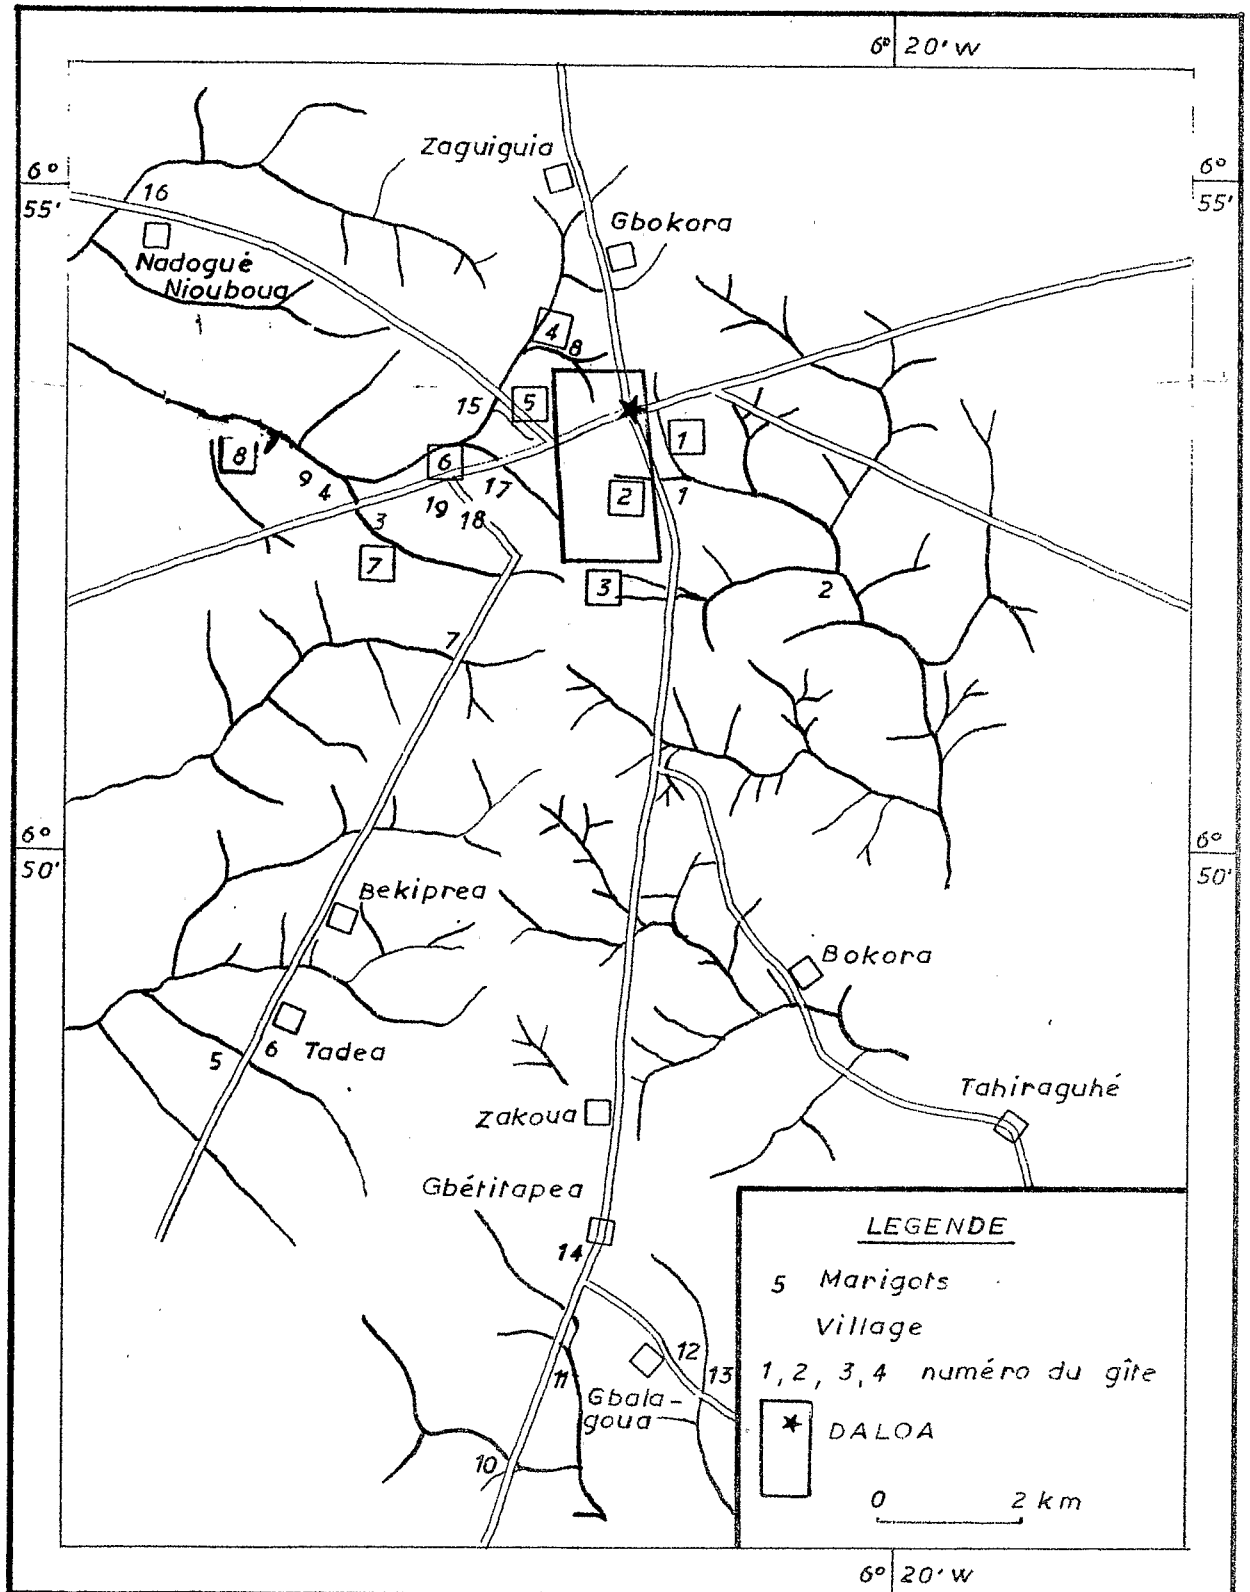 6° 20' W
Zaguiguia
6°
55'
6°
55'
16
Gbokora
Nadogué
Niouboua
4
8
5
15
1
8
6
9 4
17
19
18
2
1
3
7
3
2
7
6°
50'
6°
50'
Bekiprea
Bokora
5
6
Tadea
Tahiraguhé
Zakoua
Gbétitapea
14
LEGENDE
5 Marigots
Village
1, 2, 3, 4 numéro du gîte
DALOA
0 2 km
12
13
11
Gbala-
goua
10
6° 20' W